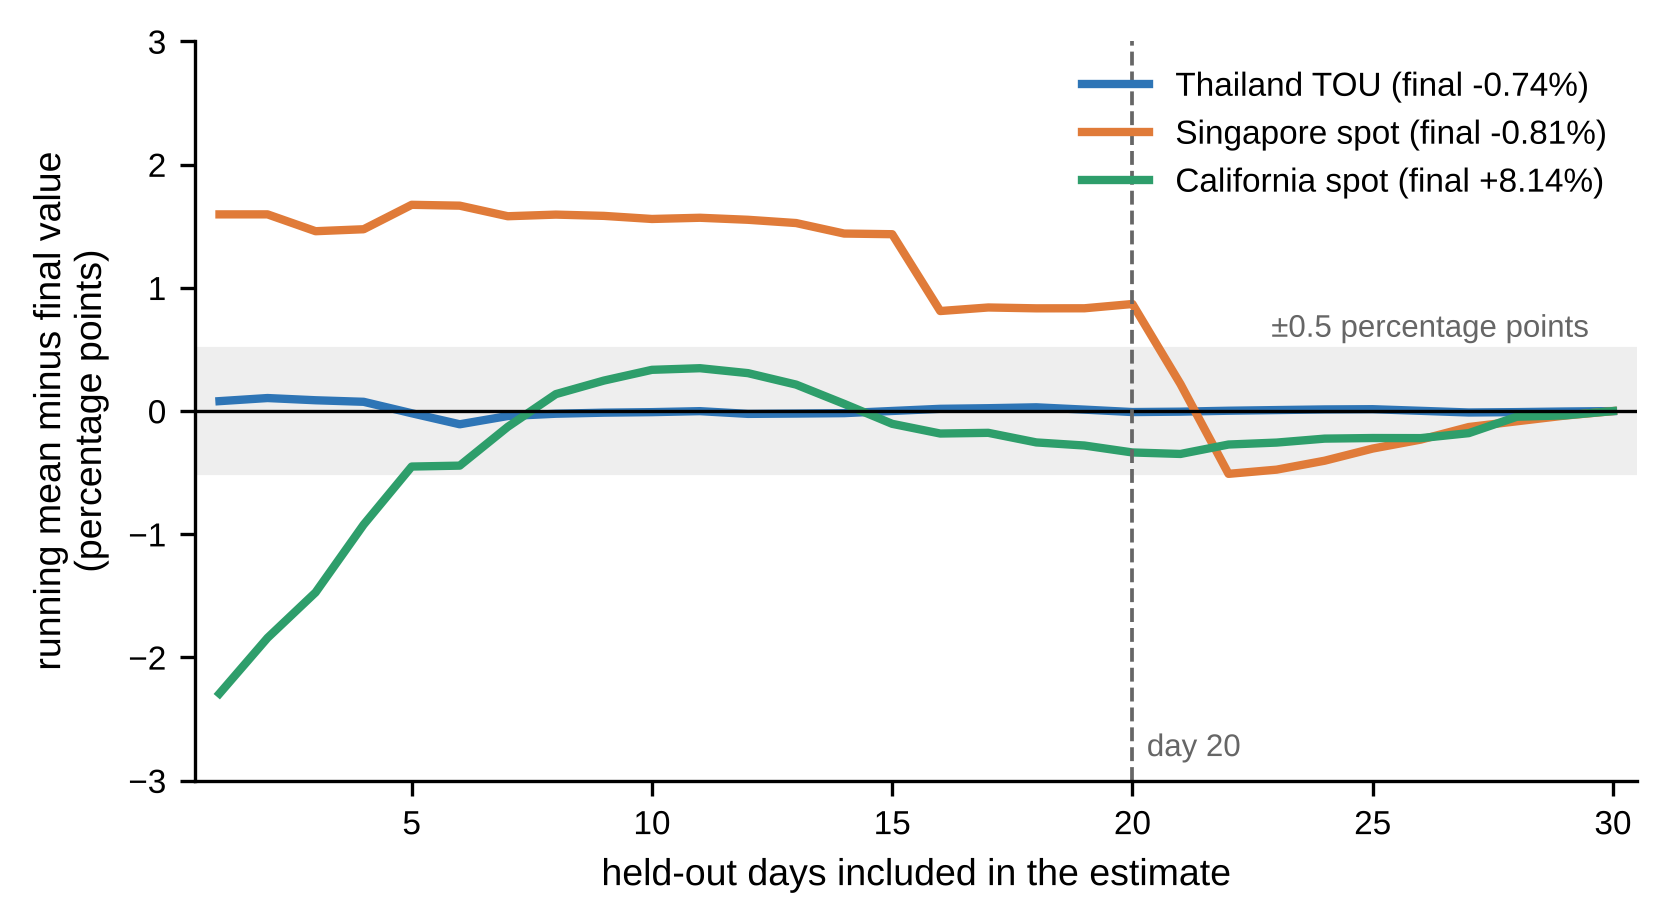 running mean minus final value
(percentage points)
3
2
1
0
−1
−2
−3
Thailand TOU (final -0.74%)
Singapore spot (final -0.81%)
California spot (final +8.14%)
±0.5 percentage points
day 20
5
10
15
20
25
30
held-out days included in the estimate